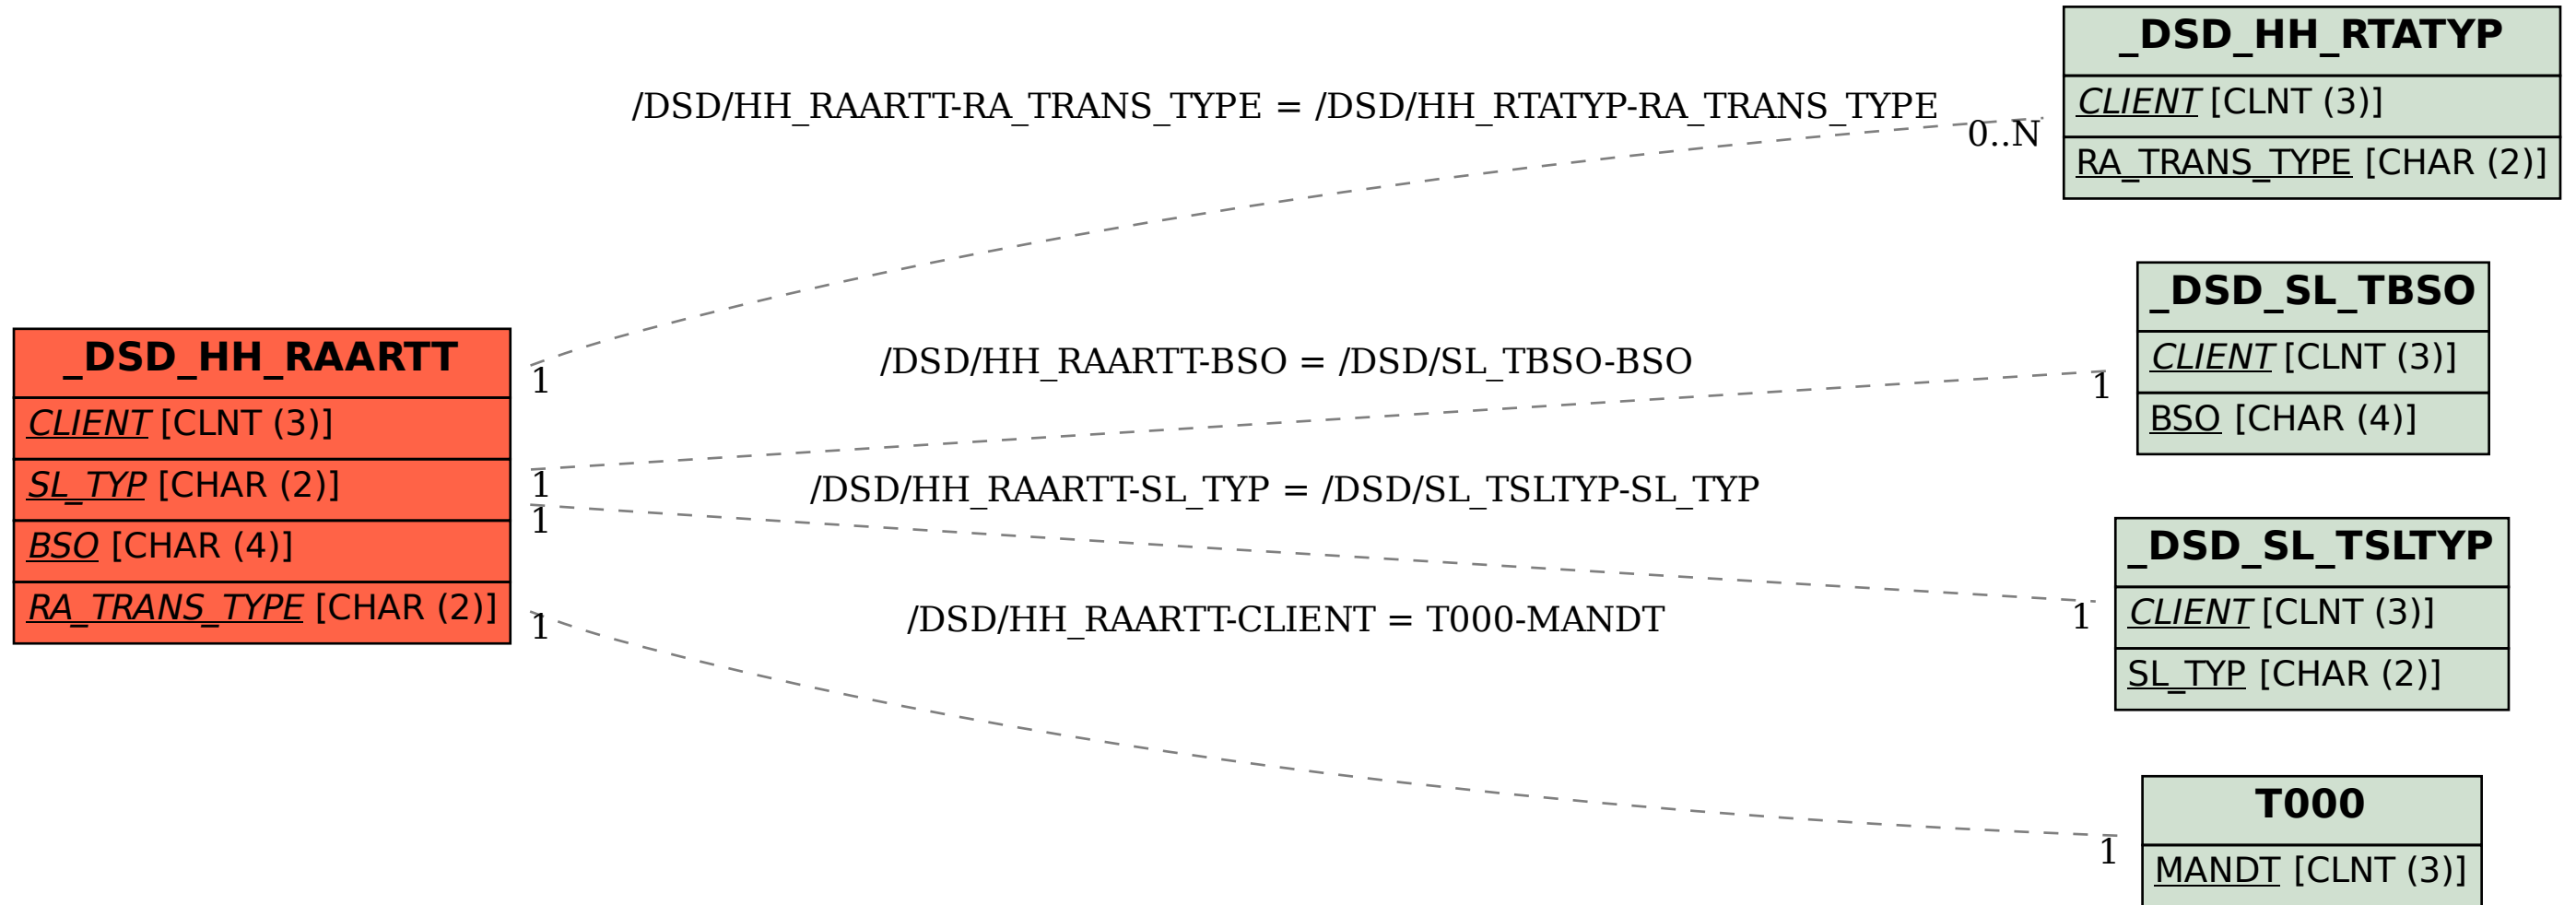 _DSD_HH_RTATYP
CLIENT [CLNT (3)]
RA_TRANS_TYPE [CHAR (2)]
/DSD/HH_RAARTT-RA_TRANS_TYPE = /DSD/HH_RTATYP-RA_TRANS_TYPE
0..N
1
_DSD_SL_TBSO
CLIENT [CLNT (3)]
BSO [CHAR (4)]
/DSD/HH_RAARTT-BSO = /DSD/SL_TBSO-BSO
1
1
_DSD_HH_RAARTT
CLIENT [CLNT (3)]
SL_TYP [CHAR (2)]
BSO [CHAR (4)]
RA_TRANS_TYPE [CHAR (2)]
/DSD/HH_RAARTT-SL_TYP = /DSD/SL_TSLTYP-SL_TYP
1
1
_DSD_SL_TSLTYP
CLIENT [CLNT (3)]
SL_TYP [CHAR (2)]
/DSD/HH_RAARTT-CLIENT = T000-MANDT
1
1
T000
MANDT [CLNT (3)]